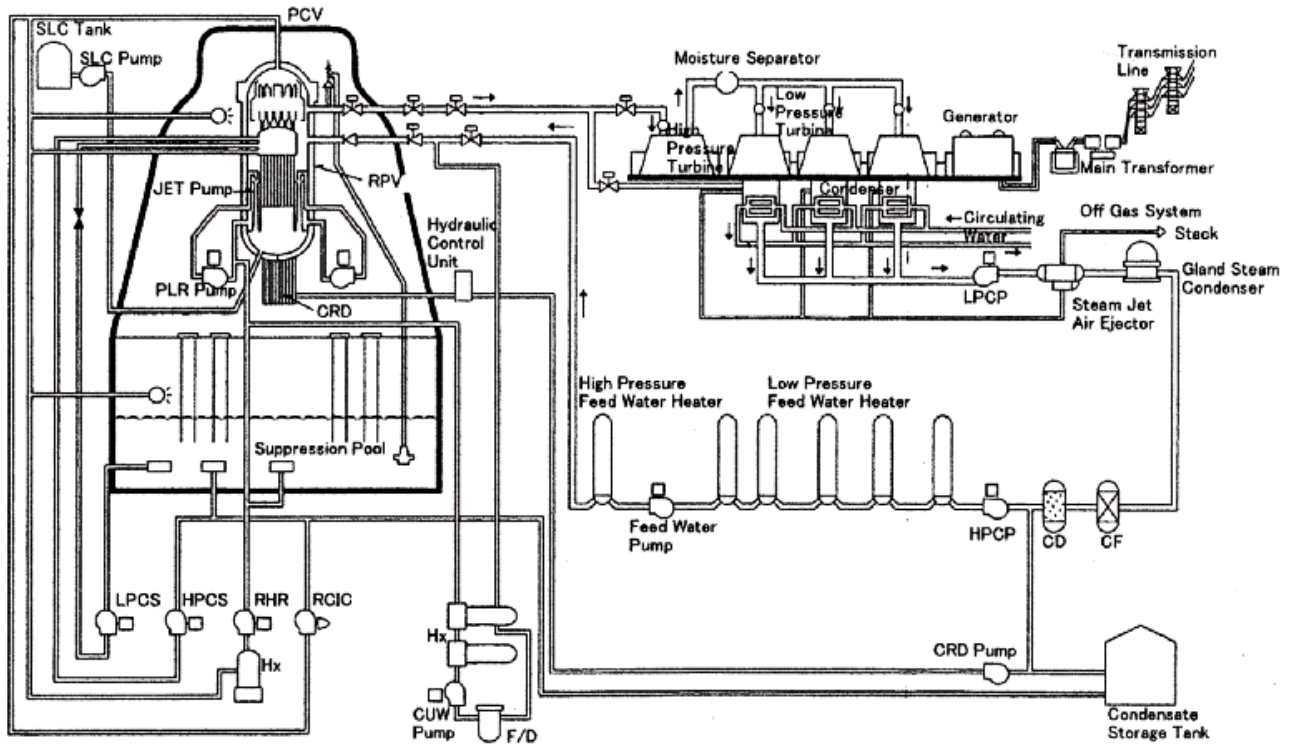 PCV
SLC Tank
SLC Pump
Moisture Separator
Transmission
Line
Low
Pressure
Turbine
High
Pressure
Turbine
Generator
Main Transformer
JET Pump
RPV
Condenser
Circulating
Water
Off Gas System
Stack
Hydraulic
Control
Unit
PLR Pump
CRD
LPCP
Steam Jet
Air Ejector
Gland Steam
Condenser
High Pressure
Feed Water Heater
Low Pressure
Feed Water Heater
Suppression Pool
Feed Water
Pump
HPCP
CD
CF
LPCS
HPCS
RHR
RCIC
Hx
Hx
CRD Pump
CUW
Pump
F/D
Condensate
Storage Tank